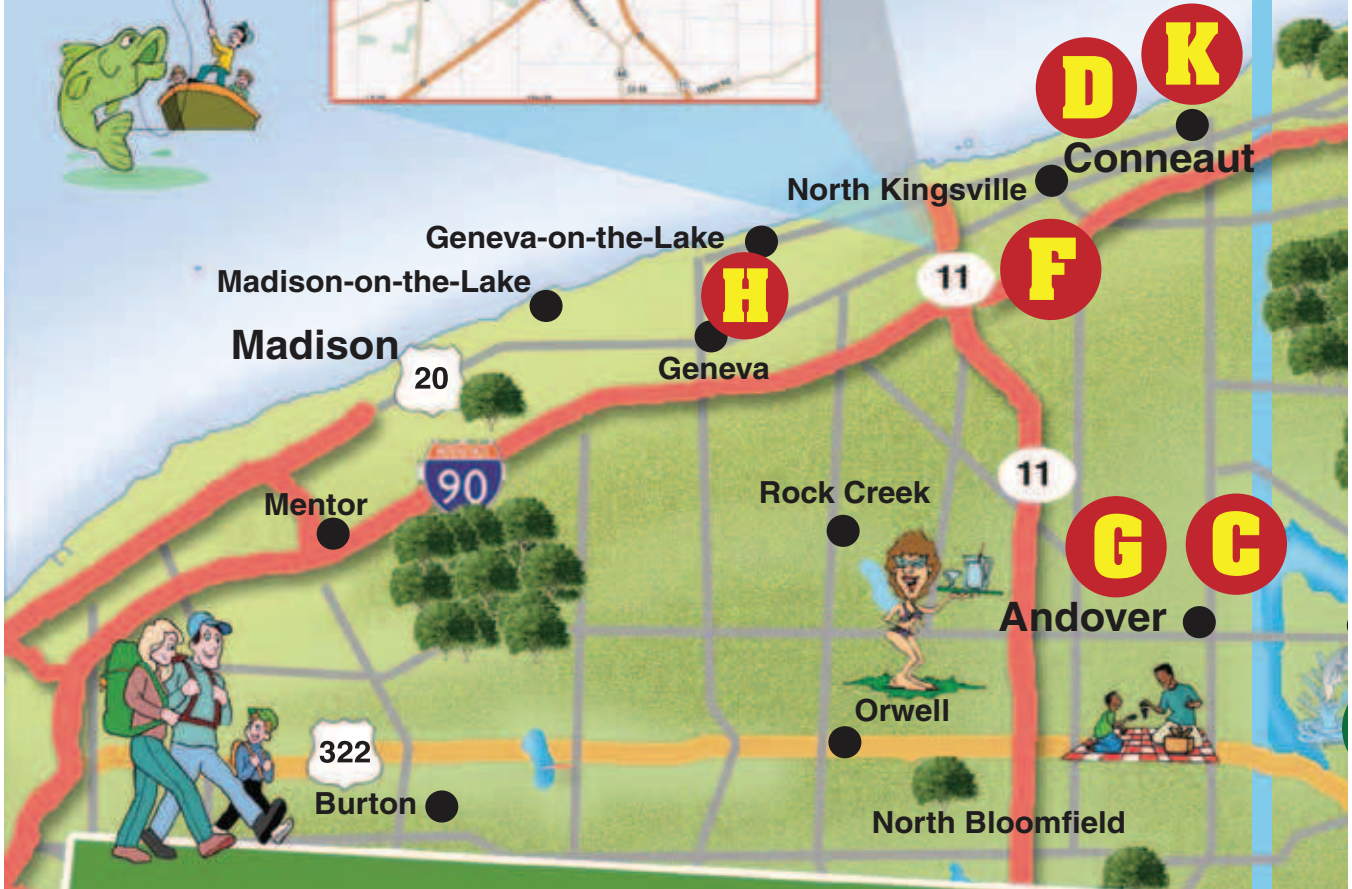 K
D
Conneaut
North Kingsville
Geneva-on-the-Lake
F
11
Madison-on-the-Lake
H
Madison
20
Geneva
90
11
Rock Creek
Mentor
G
C
Andover
Orwell
322
Burton
North Bloomfield